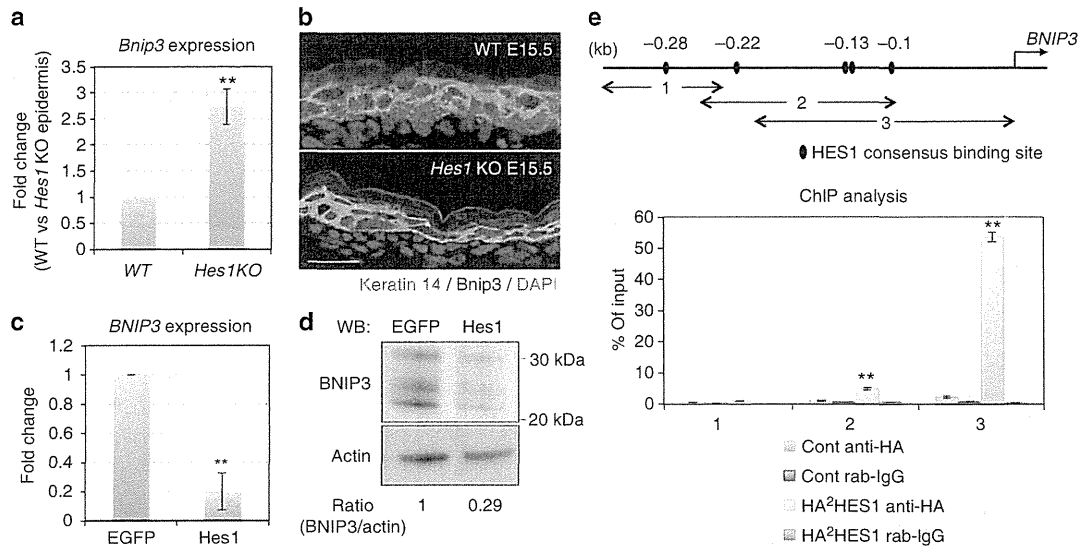 a
Bnip3 expression
Fold change
(WT vs Hes1 KO epidermis)
3.5
3
2.5
2
1.5
1
0.5
0
**
WT
Hes1KO
b
WT E15.5
Hes1 KO E15.5
Keratin 14 / Bnip3 / DAPI
c
BNIP3 expression
Fold change
1.2
1
0.8
0.6
0.4
0.2
0
**
EGFP
Hes1
d
WB:
EGFP
Hes1
BNIP3
30 kDa
20 kDa
Actin
Ratio
(BNIP3/actin)
1
0.29
e
(kb)
−0.28
−0.22
−0.13
−0.1
BNIP3
1
2
3
HES1 consensus binding site
ChIP analysis
% Of input
60
50
40
30
20
10
0
**
**
1
2
3
Cont anti-HA
Cont rab-IgG
HA²HES1 anti-HA
HA²HES1 rab-IgG